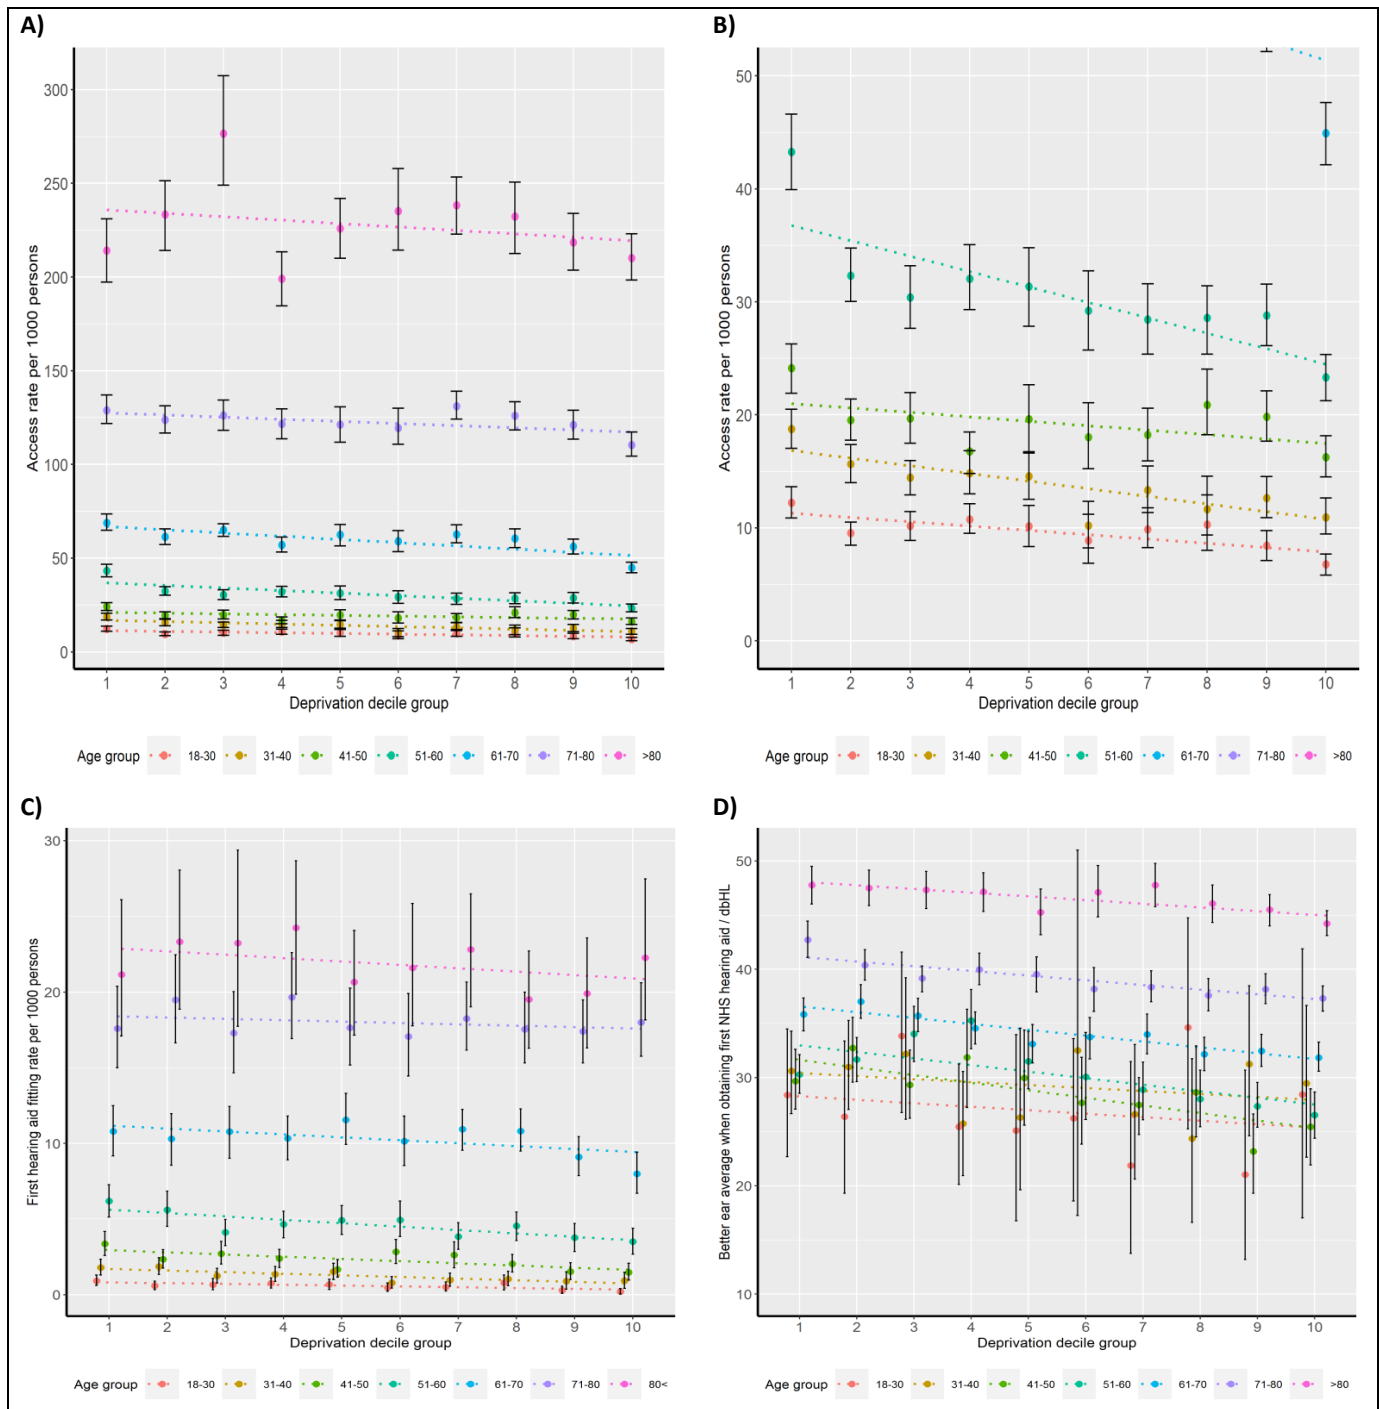 A)
B)
Access rate per 1000 persons
300
250
200
150
100
50
0
1 2 3 4 5 6 7 8 9 10
Deprivation decile group
Age group 18-30 31-40 41-50 51-60 61-70 71-80 >80
Access rate per 1000 persons
50
40
30
20
10
0
1 2 3 4 5 6 7 8 9 10
Deprivation decile group
Age group 18-30 31-40 41-50 51-60 61-70 71-80 >80
C)
D)
First hearing aid fitting rate per 1000 persons
30
20
10
0
1 2 3 4 5 6 7 8 9 10
Deprivation decile group
Age group 18-30 31-40 41-50 51-60 61-70 71-80 80<
Better ear average when obtaining first NHS hearing aid / dbHL
50
40
30
20
10
1 2 3 4 5 6 7 8 9 10
Deprivation decile group
Age group 18-30 31-40 41-50 51-60 61-70 71-80 >80